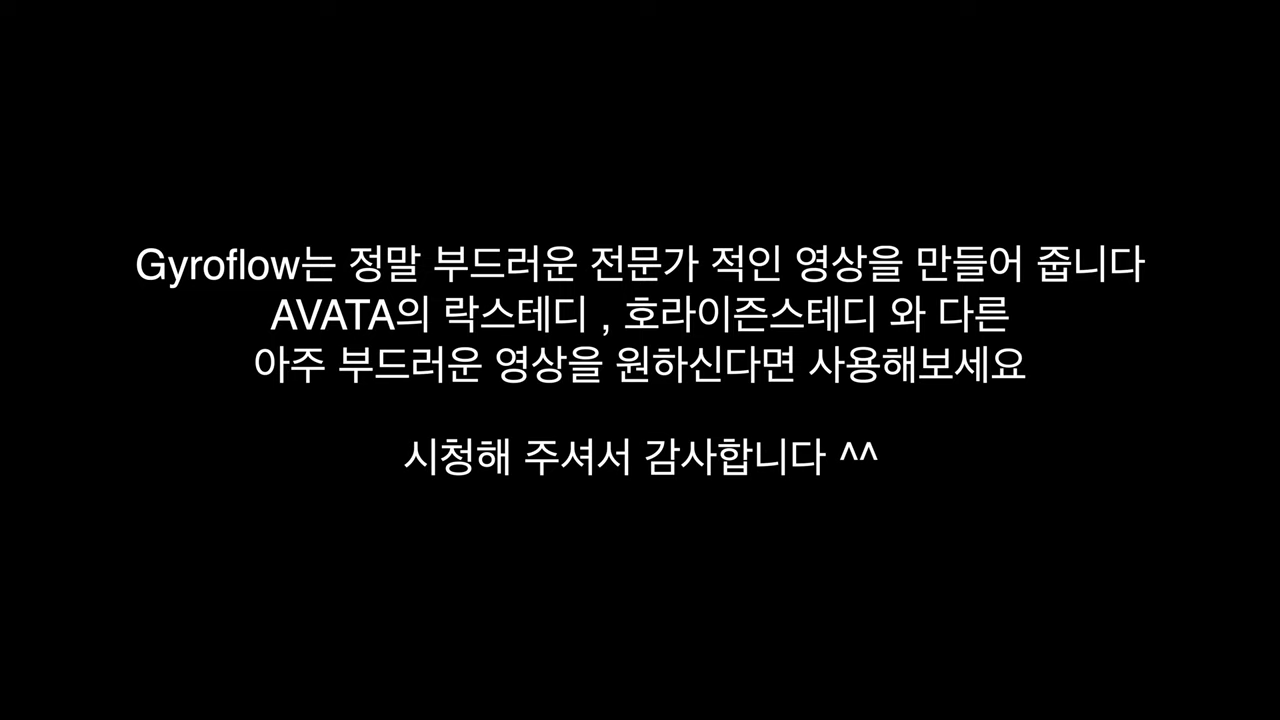 Gyroflow는 정말 부드러운 전문가 적인 영상을 만들어 줍니다
AVATA의 락스테디 , 호라이즌스테디 와 다른
아주 부드러운 영상을 원하신다면 사용해보세요
시청해 주셔서 감사합니다 ^^